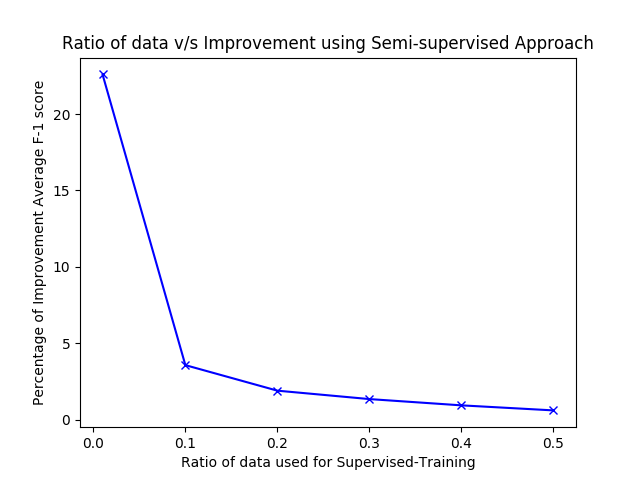 Ratio of data v/s Improvement using Semi-supervised Approach
Percentage of Improvement Average F-1 score
20
15
10
5
0
0.0 0.1 0.2 0.3 0.4 0.5
Ratio of data used for Supervised-Training